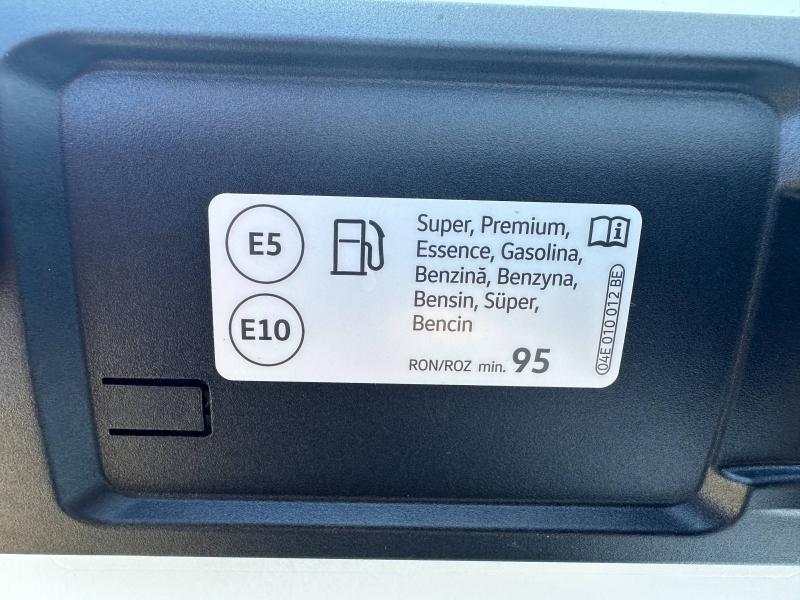 E5
E10
Super, Premium,
Essence, Gasolina,
Benzină, Benzyna,
Bensin, Süper,
Bencin
RON/ROZ min. 95
i
04E 010 012 BE